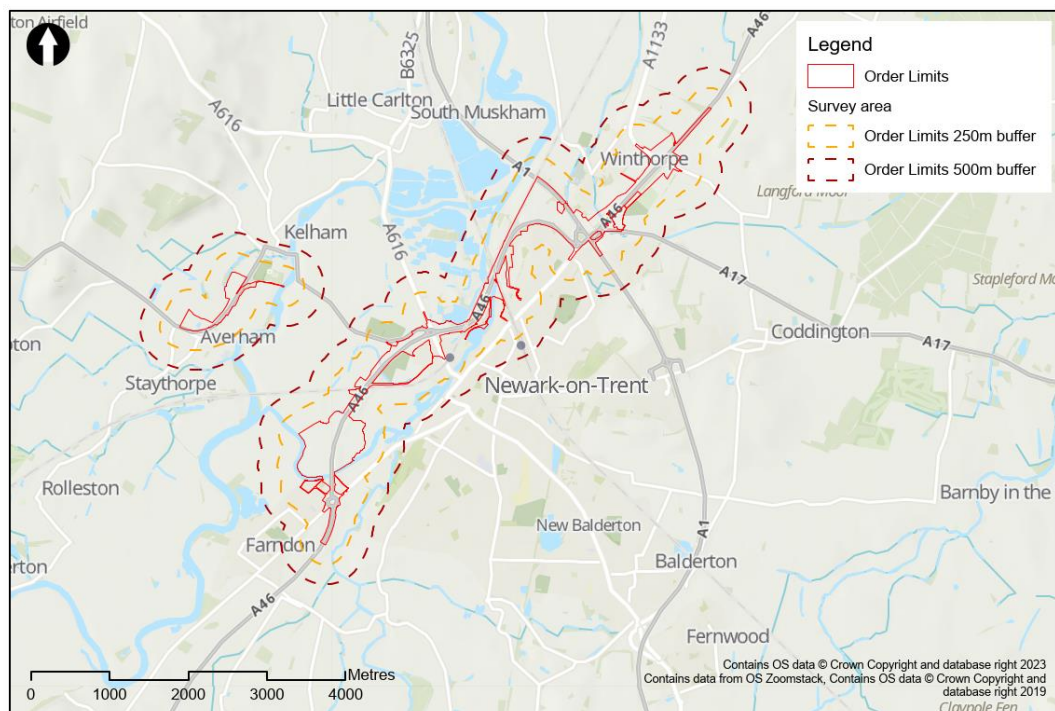 ton Airfield
A616
B6325
A1133
A46
Little Carlton
South Muskham
A1
Winthorpe
Langford Moor
A46
Kelham
A616
A46
A17
Stapleford Mo
Averham
Coddington
A17
pton
Staythorpe
A46
Newark-on-Trent
Rolleston
Barnby in the
New Balderton
A1
Farndon
Balderton
erton
A46
Fernwood
Claypole Fen
Legend
Order Limits
Survey area
Order Limits 250m buffer
Order Limits 500m buffer
Metres
0 1000 2000 3000 4000
Contains OS data © Crown Copyright and database right 2023
Contains data from OS Zoomstack, Contains OS data © Crown Copyright and
database right 2019